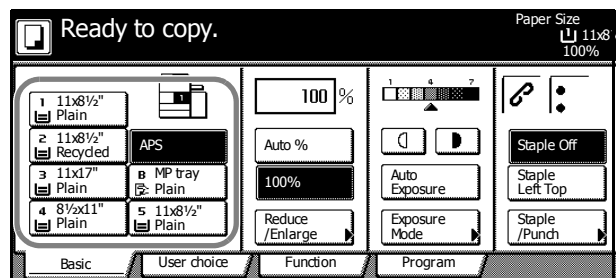 Ready to copy.
Paper Size
1 11x8
100%
1 11x8½"
Plain
2 11x8½"
Recycled
3 11x17"
Plain
4 8½x11"
Plain
1
APS
B MP tray
Plain
5 11x8½"
Plain
100 %
Auto %
100%
Reduce
/Enlarge
1 4 7
Auto
Exposure
Exposure
Mode
Staple Off
Staple
Left Top
Staple
/Punch
Basic
User choice
Function
Program